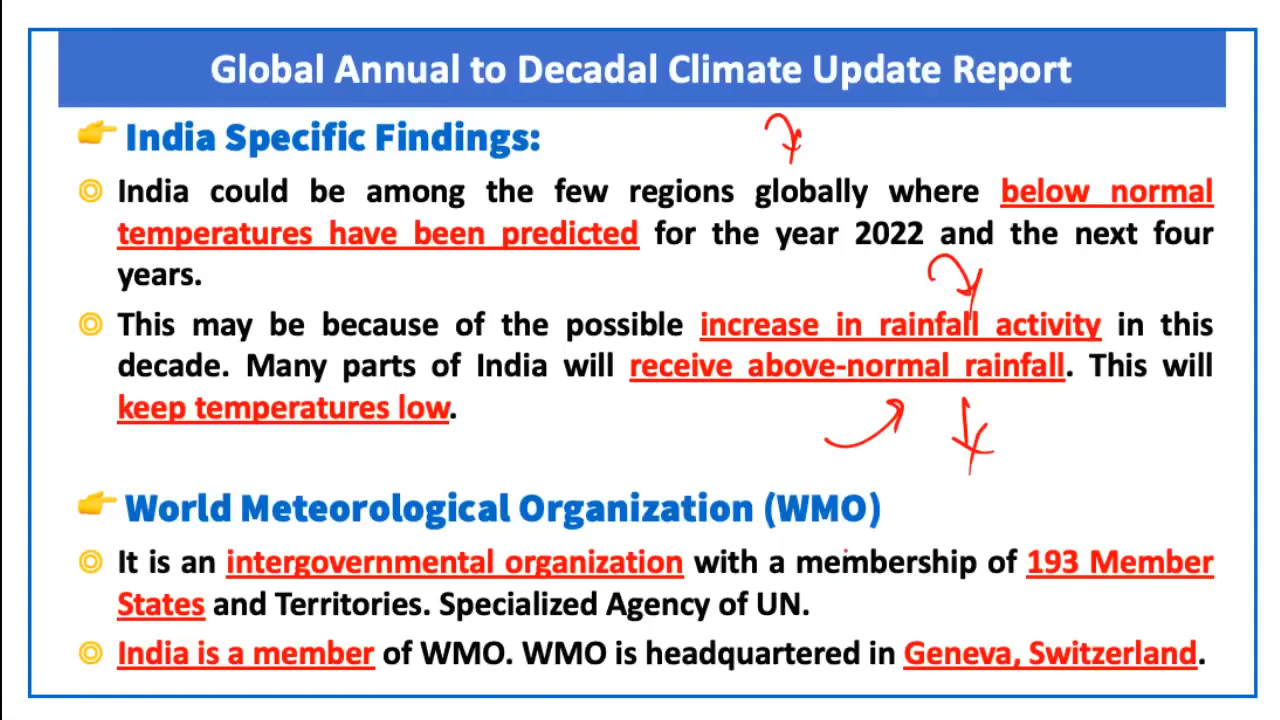 Global Annual to Decadal Climate Update Report
India Specific Findings:
India could be among the few regions globally where below normal
temperatures have been predicted for the year 2022 and the next four
years.
This may be because of the possible increase in rainfall activity in this
decade. Many parts of India will receive above-normal rainfall. This will
keep temperatures low.
World Meteorological Organization (WMO)
It is an intergovernmental organization with a membership of 193 Member
States and Territories. Specialized Agency of UN.
India is a member of WMO. WMO is headquartered in Geneva, Switzerland.